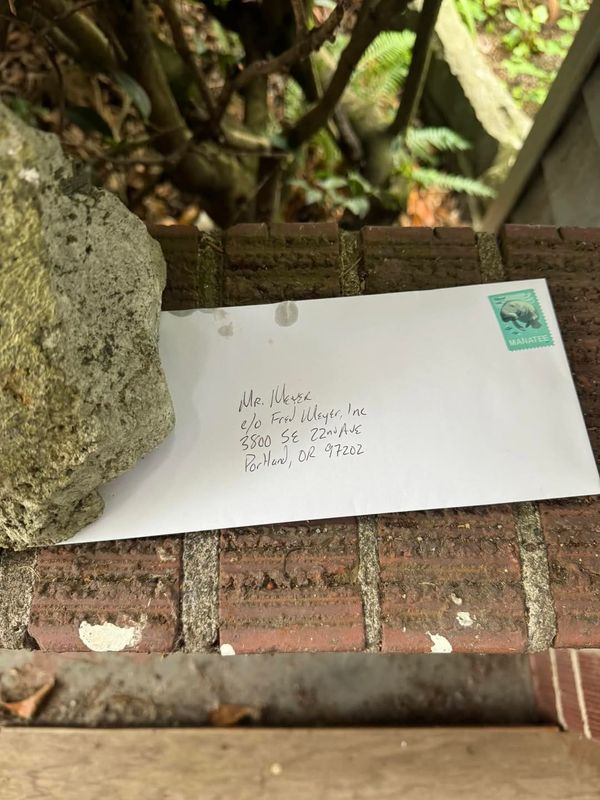 MANATEE
Mr. Meyer
c/o Fred Meyer, Inc
3800 SE 22nd Ave
Portland, OR 97202